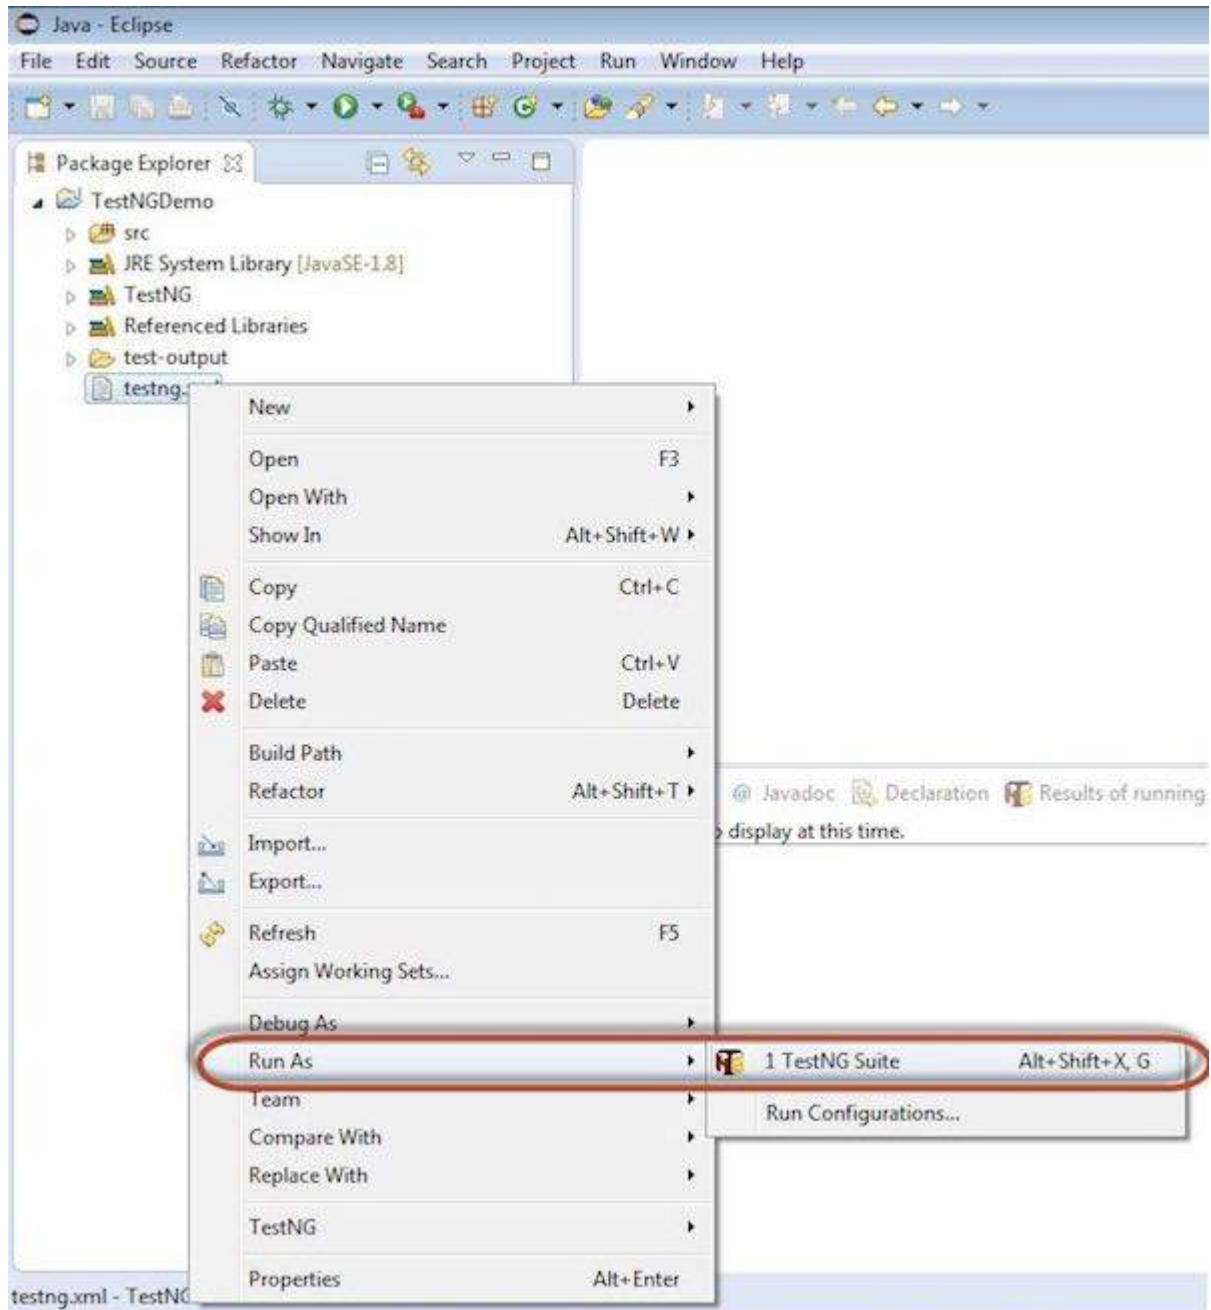 Java - Eclipse
File Edit Source Refactor Navigate Search Project Run Window Help
Package Explorer
TestNGDemo
src
JRE System Library [JavaSE-1.8]
TestNG
Referenced Libraries
test-output
testng.
New
Open F3
Open With
Show In Alt+Shift+W
Copy Ctrl+C
Copy Qualified Name
Paste Ctrl+V
Delete Delete
Build Path
Refactor Alt+Shift+T
@ Javadoc Declaration Results of running
display at this time.
Import...
Export...
Refresh F5
Assign Working Sets...
Debug As
Run As
1 TestNG Suite Alt+Shift+X, G
Team
Run Configurations...
Compare With
Replace With
TestNG
Properties Alt+Enter
testng.xml - TestNG